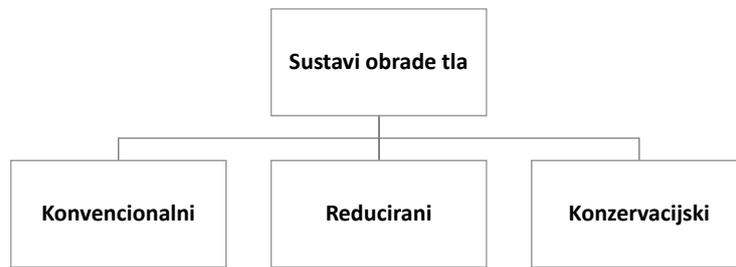 Sustavi obrade tla
Konvencionalni
Reducirani
Konzervacijski